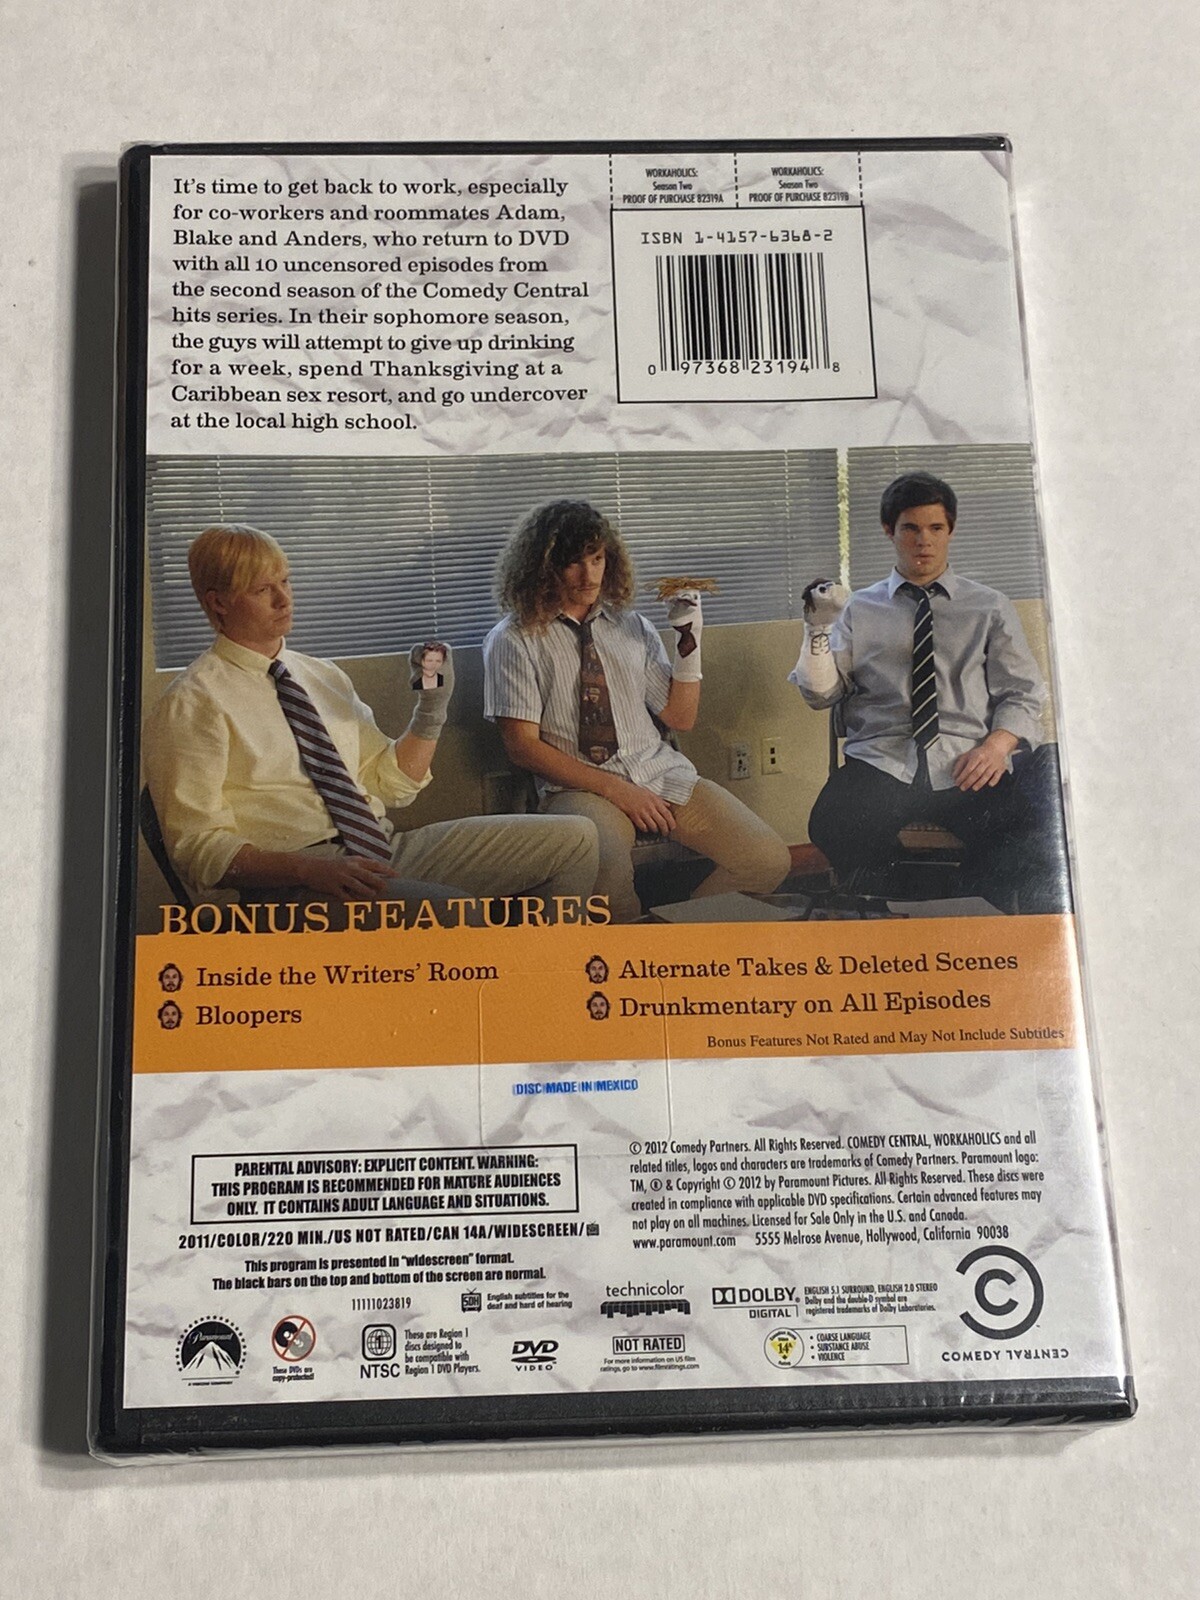 It's time to get back to work, especially
for co-workers and roommates Adam,
Blake and Anders, who return to DVD
with all 10 uncensored episodes from
the second season of the Comedy Central
hits series. In their sophomore season,
the guys will attempt to give up drinking
for a week, spend Thanksgiving at a
Caribbean sex resort, and go undercover
at the local high school.
WORKAHOLICS:
Season Two
PROOF OF PURCHASE 82319A
WORKAHOLICS:
Season Two
PROOF OF PURCHASE 82319B
ISBN 1-4157-6368-2
0 97368 23194 8
BONUS FEATURES
Inside the Writers' Room
Bloopers
Alternate Takes & Deleted Scenes
Drunkmentary on All Episodes
Bonus Features Not Rated and May Not Include Subtitles
DISC MADE IN MEXICO
PARENTAL ADVISORY: EXPLICIT CONTENT. WARNING:
THIS PROGRAM IS RECOMMENDED FOR MATURE AUDIENCES
ONLY. IT CONTAINS ADULT LANGUAGE AND SITUATIONS.
2011/COLOR/220 MIN./US NOT RATED/CAN 14A/WIDESCREEN/
This program is presented in "widescreen" format.
The black bars on the top and bottom of the screen are normal.
11111023819
SDH
English subtitles for the
deaf and hard of hearing
© 2012 Comedy Partners. All Rights Reserved. COMEDY CENTRAL, WORKAHOLICS and all
related titles, logos and characters are trademarks of Comedy Partners. Paramount logo:
TM, ® & Copyright © 2012 by Paramount Pictures. All Rights Reserved. These discs were
created in compliance with applicable DVD specifications. Certain advanced features may
not play on all machines. Licensed for Sale Only in the U.S. and Canada.
www.paramount.com 5555 Melrose Avenue, Hollywood, California 90038
technicolor
DOLBY
DIGITAL
ENGLISH 5.1 SURROUND, ENGLISH 2.0 STEREO
Dolby and the double-D symbol are
registered trademarks of Dolby Laboratories.
Paramount
These DVDs are
copy-protected!
1
NTSC
These are Region 1
discs designed to
be compatible with
Region 1 DVD Players.
DVD
VIDEO
NOT RATED
For more information on US film
ratings, go to www.filmratings.com
14A
• COARSE LANGUAGE
• SUBSTANCE ABUSE
• VIOLENCE
COMEDY CENTRAL